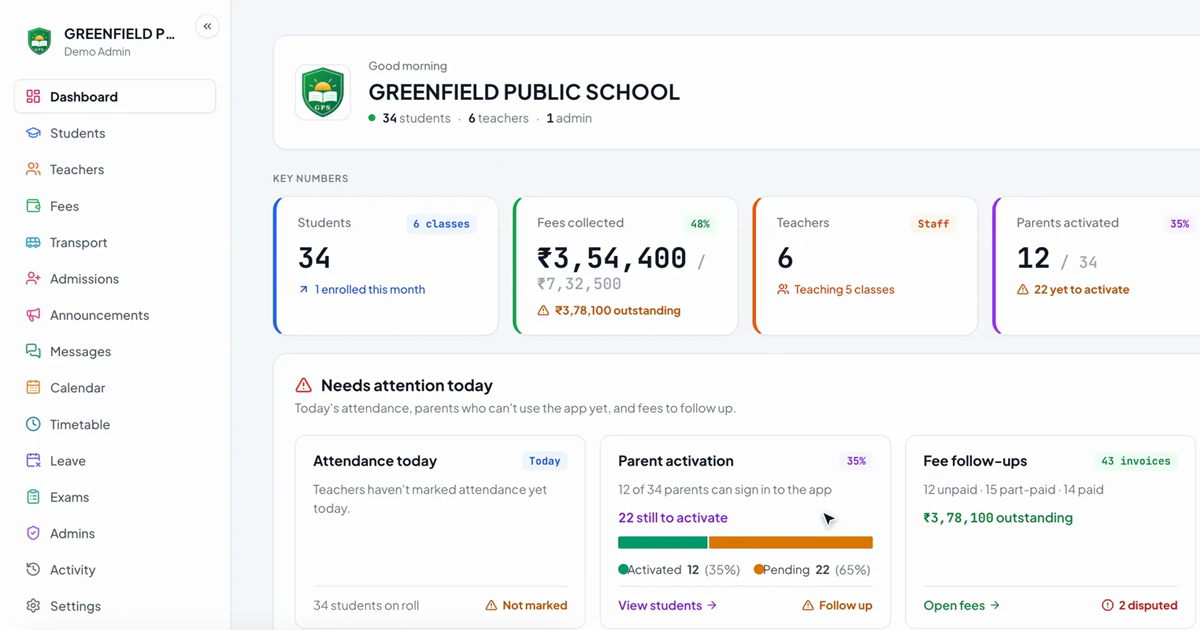 GREENFIELD P...
Demo Admin
«
Dashboard
Students
Teachers
Fees
Transport
Admissions
Announcements
Messages
Calendar
Timetable
Leave
Exams
Admins
Activity
Settings
GPS
Good morning
GREENFIELD PUBLIC SCHOOL
34 students · 6 teachers · 1 admin
KEY NUMBERS
Students 6 classes
34
1 enrolled this month
Fees collected 48%
₹3,54,400 /
₹7,32,500
₹3,78,100 outstanding
Teachers Staff
6
Teaching 5 classes
Parents activated 35%
12 / 34
22 yet to activate
Needs attention today
Today's attendance, parents who can't use the app yet, and fees to follow up.
Attendance today Today
Teachers haven't marked attendance yet
today.
34 students on roll Not marked
Parent activation 35%
12 of 34 parents can sign in to the app
22 still to activate
Activated 12 (35%) Pending 22 (65%)
View students → Follow up
Fee follow-ups 43 invoices
12 unpaid · 15 part-paid · 14 paid
₹3,78,100 outstanding
Open fees → 2 disputed